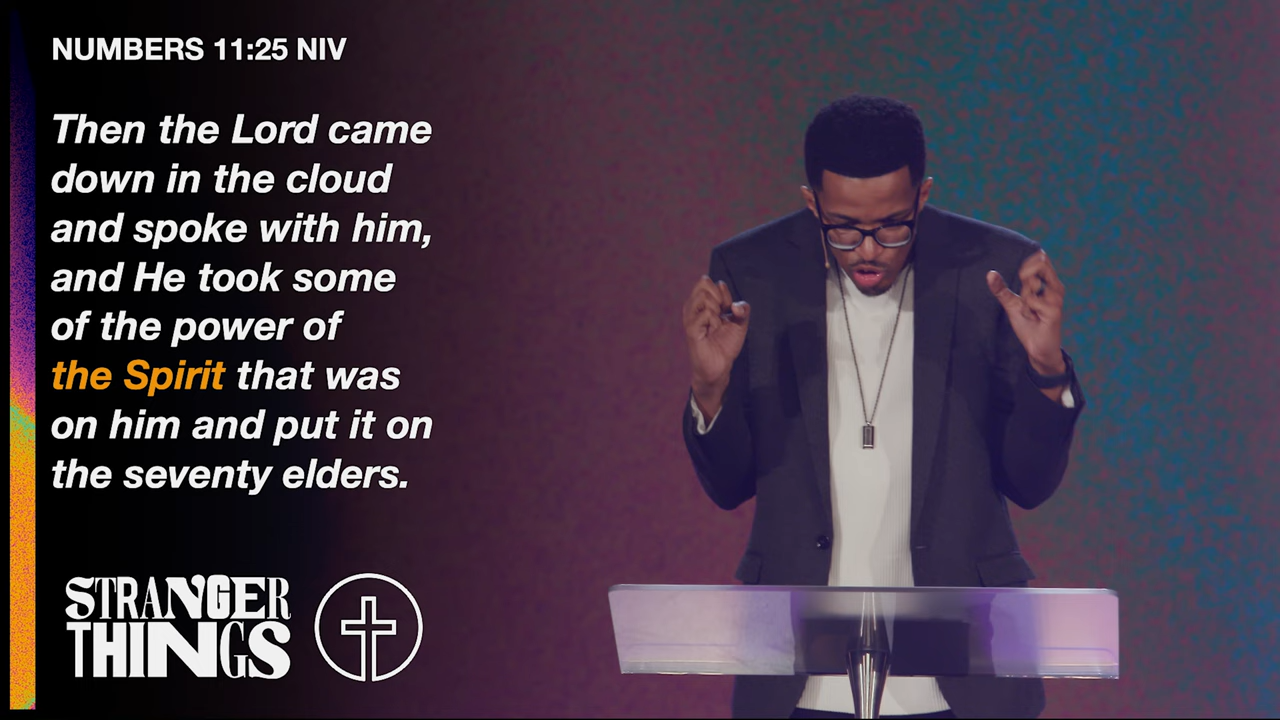 NUMBERS 11:25 NIV
Then the Lord came
down in the cloud
and spoke with him,
and He took some
of the power of
the Spirit that was
on him and put it on
the seventy elders.
STRANGER
THINGS